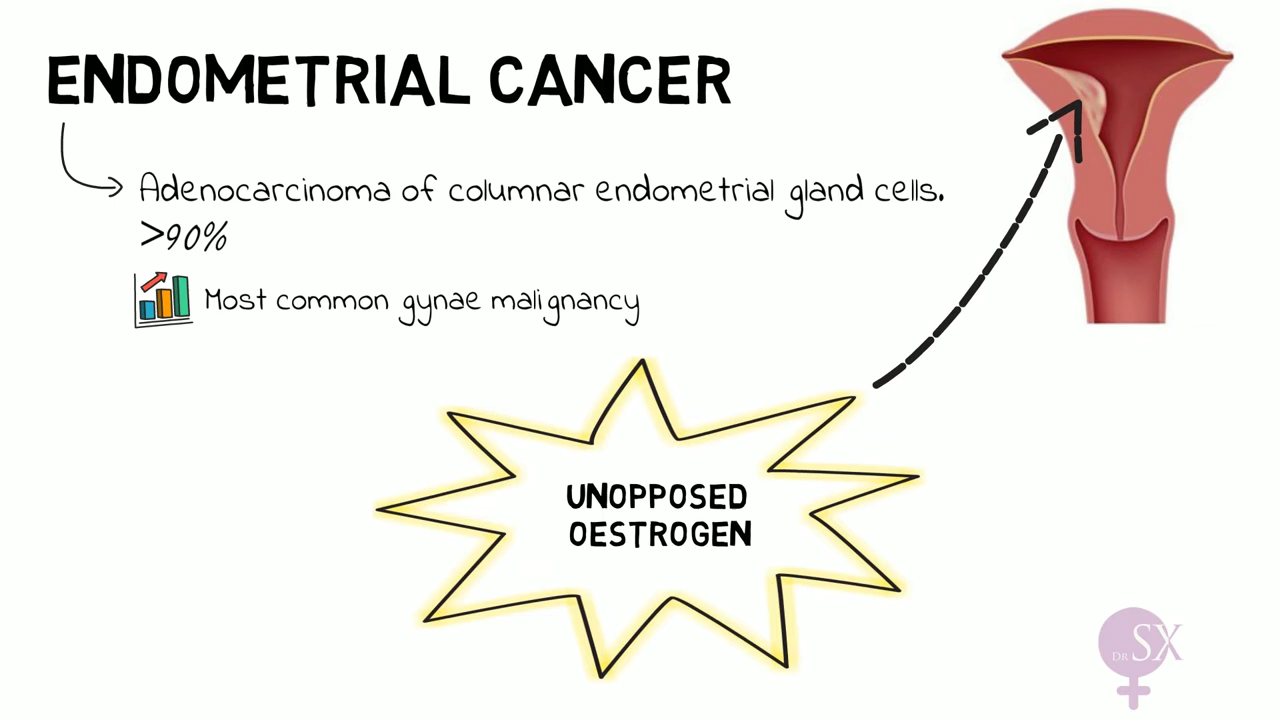 ENDOMETRIAL CANCER
Adenocarcinoma of columnar endometrial gland cells.
>90%
Most common gynae malignancy
UNOPPOSED
OESTROGEN
DR SX